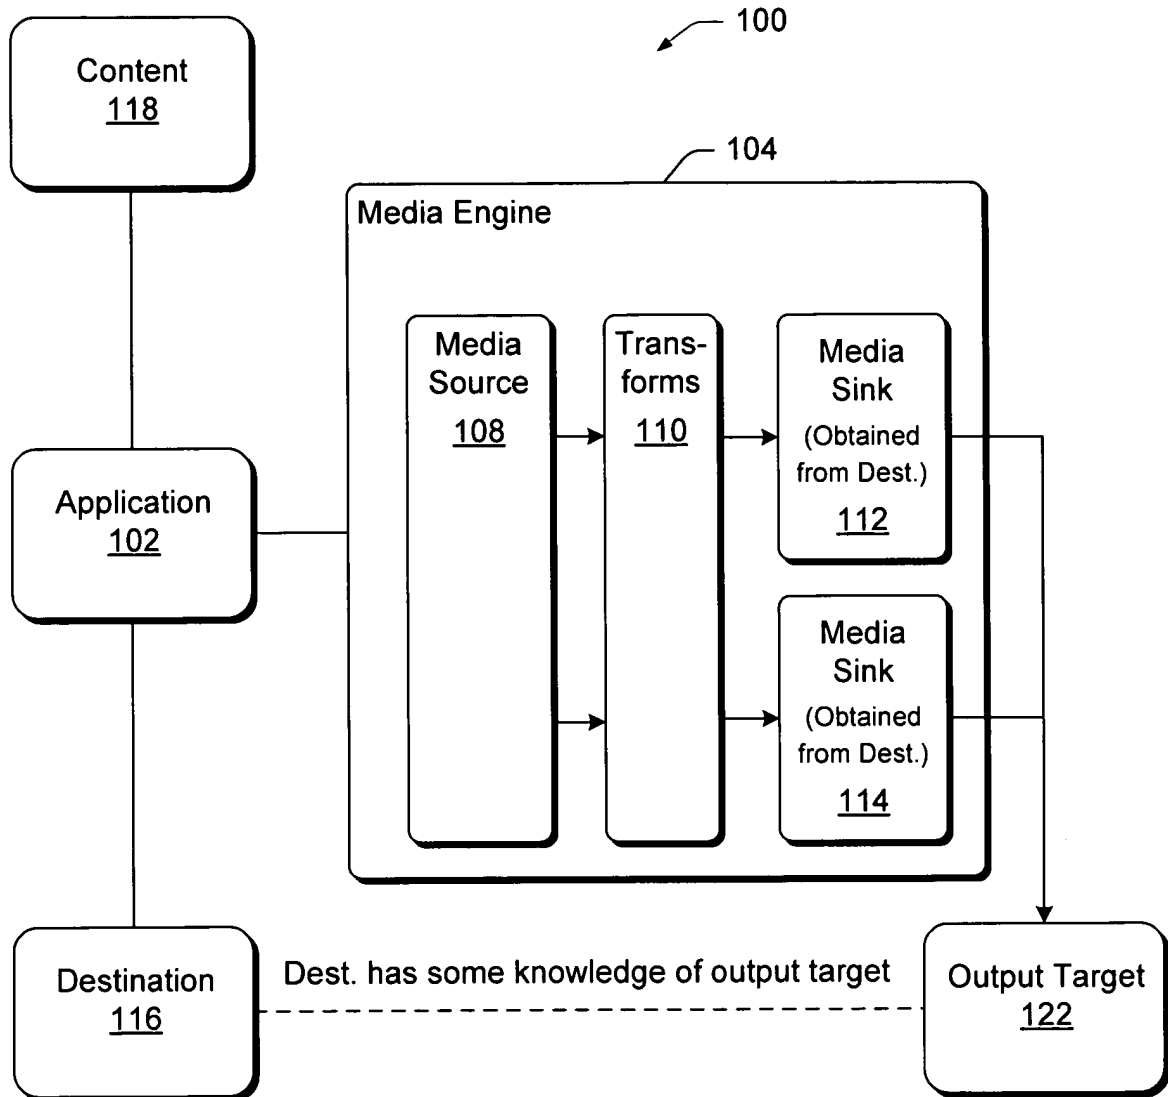 100
Content
118
104
Media Engine
Media
Source
108
Trans-
forms
110
Media
Sink
(Obtained
from Dest.)
112
Application
102
Media
Sink
(Obtained
from Dest.)
114
Destination
116
Dest. has some knowledge of output target
Output Target
122